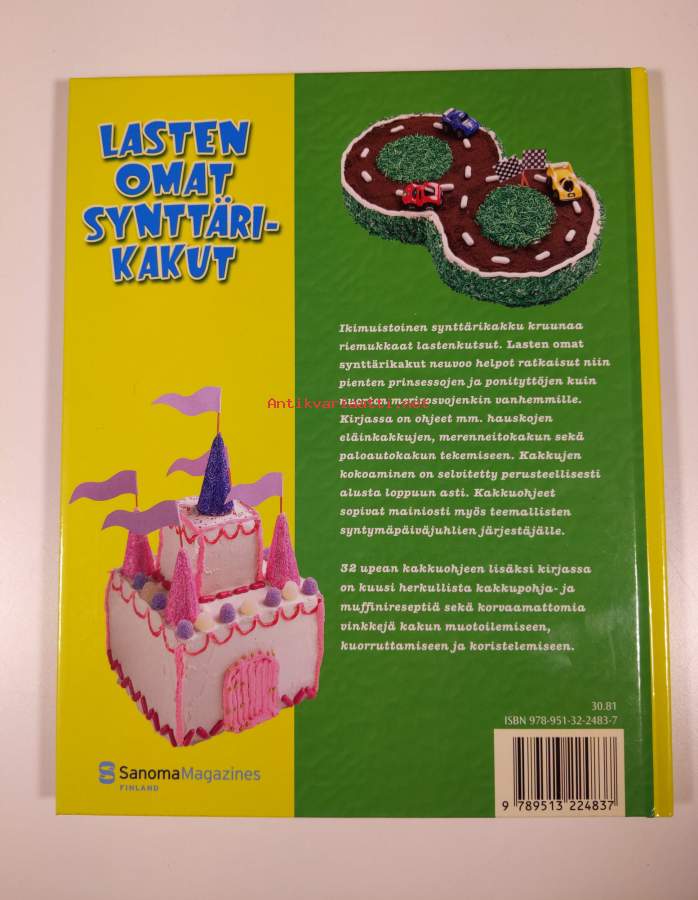 LASTEN
OMAT
SYNTTÄRI-
KAKUT
Ikimuistoinen synttärikakku kruunaa
riemukkaat lastenkutsut. Lasten omat
synttärikakut neuvoo helpot ratkaisut niin
pienten prinsessojen ja ponityttöjen kuin
nuorten merirosvojenkin vanhemmille.
Antikvariaatti.net
Kirjassa on ohjeet mm. hauskojen
eläinkakkujen, merenneitokakun sekä
paloautokakun tekemiseen. Kakkujen
kokoaminen on selvitetty perusteellisesti
alusta loppuun asti. Kakkuohjeet
sopivat mainiosti myös teemallisten
syntymäpäiväjuhlien järjestäjälle.
32 upean kakkuohjeen lisäksi kirjassa
on kuusi herkullista kakkupohja- ja
muffinireseptiä sekä korvaamattomia
vinkkejä kakun muotoilemiseen,
kuorruttamiseen ja koristelemiseen.
30.81
ISBN 978-951-32-2483-7
9 789513 224837
SanomaMagazines
FINLAND